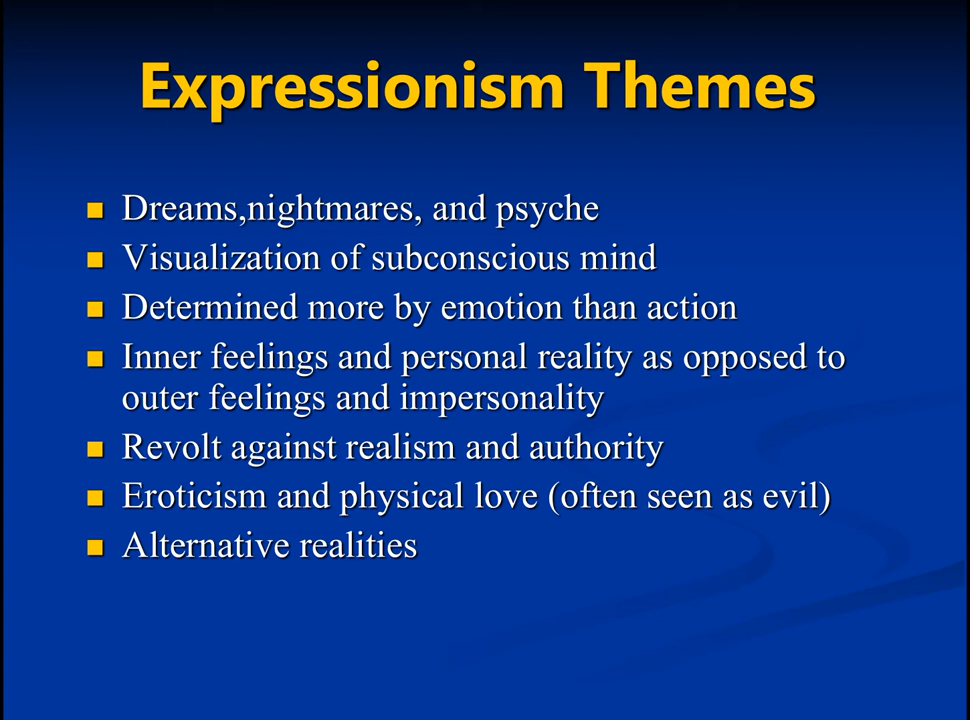 Expressionism Themes
Dreams,nightmares, and psyche
Visualization of subconscious mind
Determined more by emotion than action
Inner feelings and personal reality as opposed to
outer feelings and impersonality
Revolt against realism and authority
Eroticism and physical love (often seen as evil)
Alternative realities